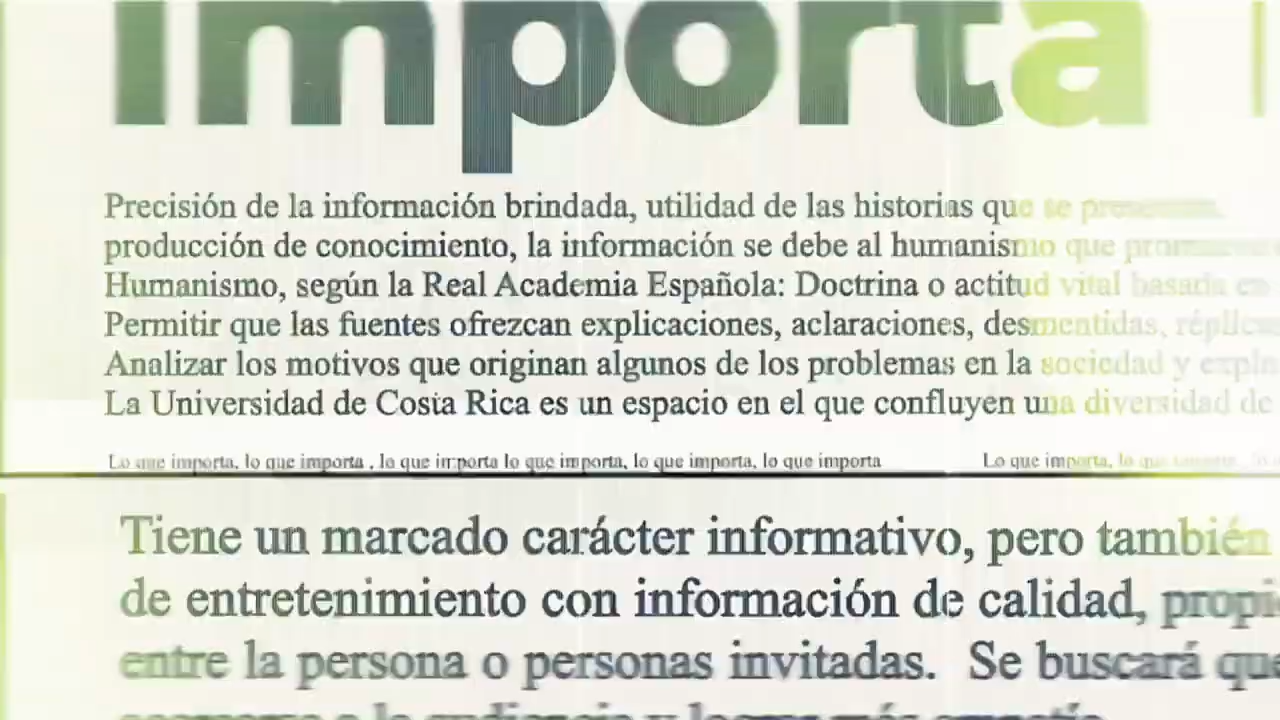 importa
Precisión de la información brindada, utilidad de las historias que se
producción de conocimiento, la información se debe al humanismo que
Humanismo, según la Real Academia Española: Doctrina o actitud vital basada en
Permitir que las fuentes ofrezcan explicaciones, aclaraciones, desmentidas,
Analizar los motivos que originan algunos de los problemas en la sociedad y
La Universidad de Costa Rica es un espacio en el que confluyen una diversidad de
Lo que importa, lo que importa , lo que importa lo que importa, lo que importa, lo que importa Lo que importa, lo que
Tiene un marcado carácter informativo, pero también
de entretenimiento con información de calidad,
entre la persona o personas invitadas. Se buscará que